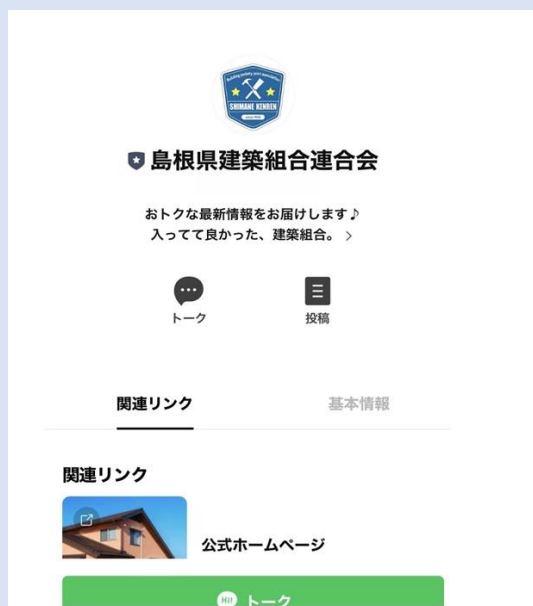 SHIMANE KENREN
島根県建築組合連合会
おトクな最新情報をお届けします♪
入ってて良かった、建築組合。 >
トーク
投稿
関連リンク
基本情報
関連リンク
公式ホームページ
Hi! トーク